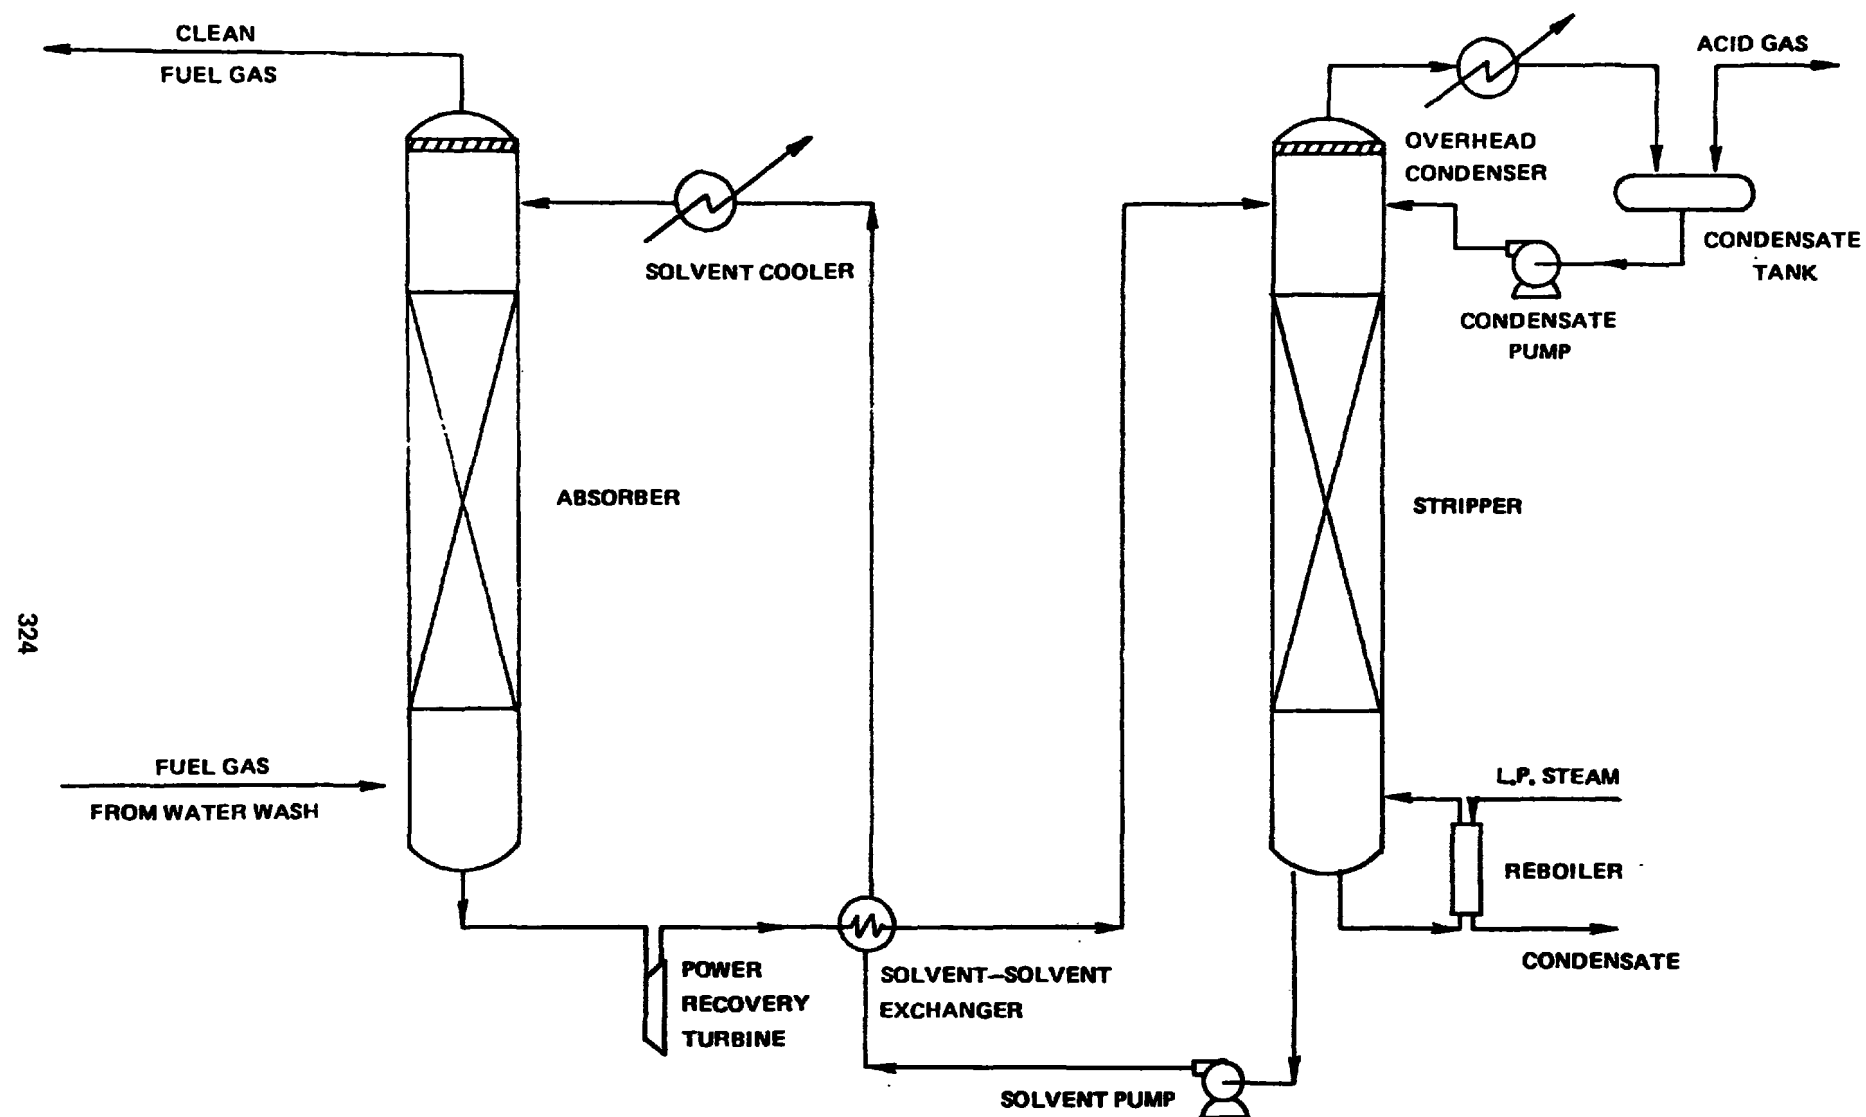 CLEAN
FUEL GAS
ACID GAS
OVERHEAD
CONDENSER
CONDENSATE
TANK
SOLVENT COOLER
CONDENSATE
PUMP
ABSORBER
STRIPPER
324
FUEL GAS
FROM WATER WASH
L.P. STEAM
REBOILER
CONDENSATE
POWER
RECOVERY
TURBINE
SOLVENT–SOLVENT
EXCHANGER
SOLVENT PUMP